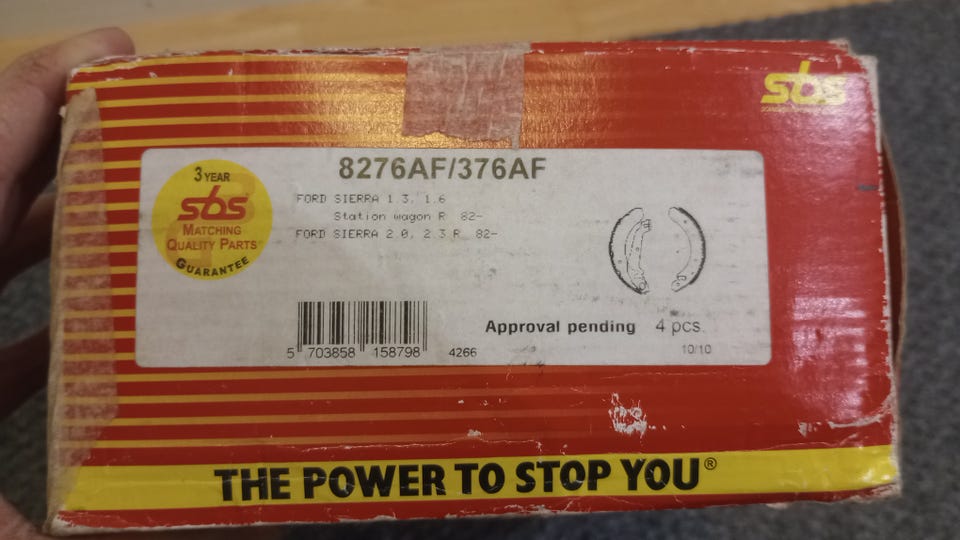 sbs
8276AF/376AF
3 YEAR
sbs
MATCHING
QUALITY PARTS
GUARANTEE
FORD SIERRA 1.3, 1.6
Station wagon R 82-
FORD SIERRA 2.0, 2.3 R 82-
Approval pending 4 pcs.
5 703858 158798 4266
10/10
THE POWER TO STOP YOU®